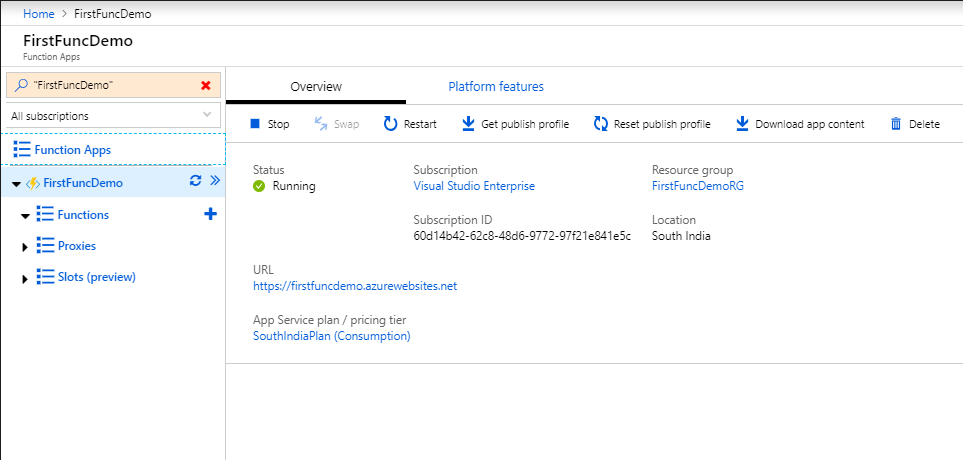 Home > FirstFuncDemo
FirstFuncDemo
Function Apps
"FirstFuncDemo"
All subscriptions
Function Apps
FirstFuncDemo
Functions
Proxies
Slots (preview)
Overview Platform features
Stop Swap Restart Get publish profile Reset publish profile Download app content Delete
Status Subscription Resource group
Running Visual Studio Enterprise FirstFuncDemoRG
Subscription ID Location
60d14b42-62c8-48d6-9772-97f21e841e5c South India
URL
https://firstfuncdemo.azurewebsites.net
App Service plan / pricing tier
SouthIndiaPlan (Consumption)